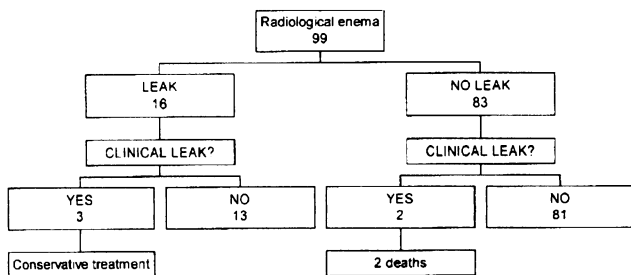 Radiological enema
99
LEAK
16
NO LEAK
83
CLINICAL LEAK?
CLINICAL LEAK?
YES
3
NO
13
YES
2
NO
81
Conservative treatment
2 deaths